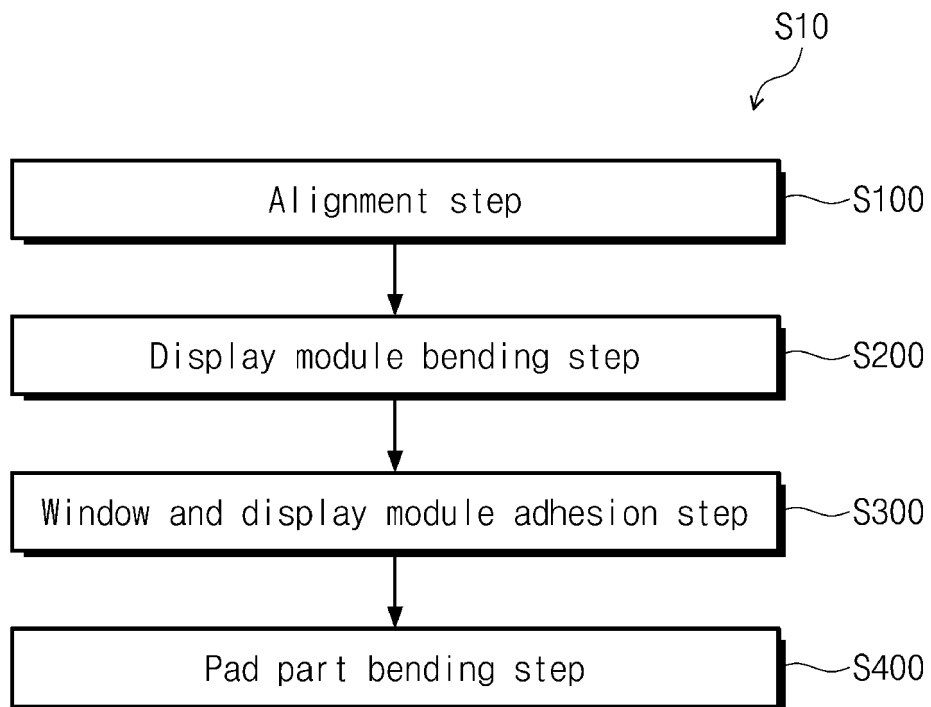 S10
Alignment step
S100
Display module bending step
S200
Window and display module adhesion step
S300
Pad part bending step
S400